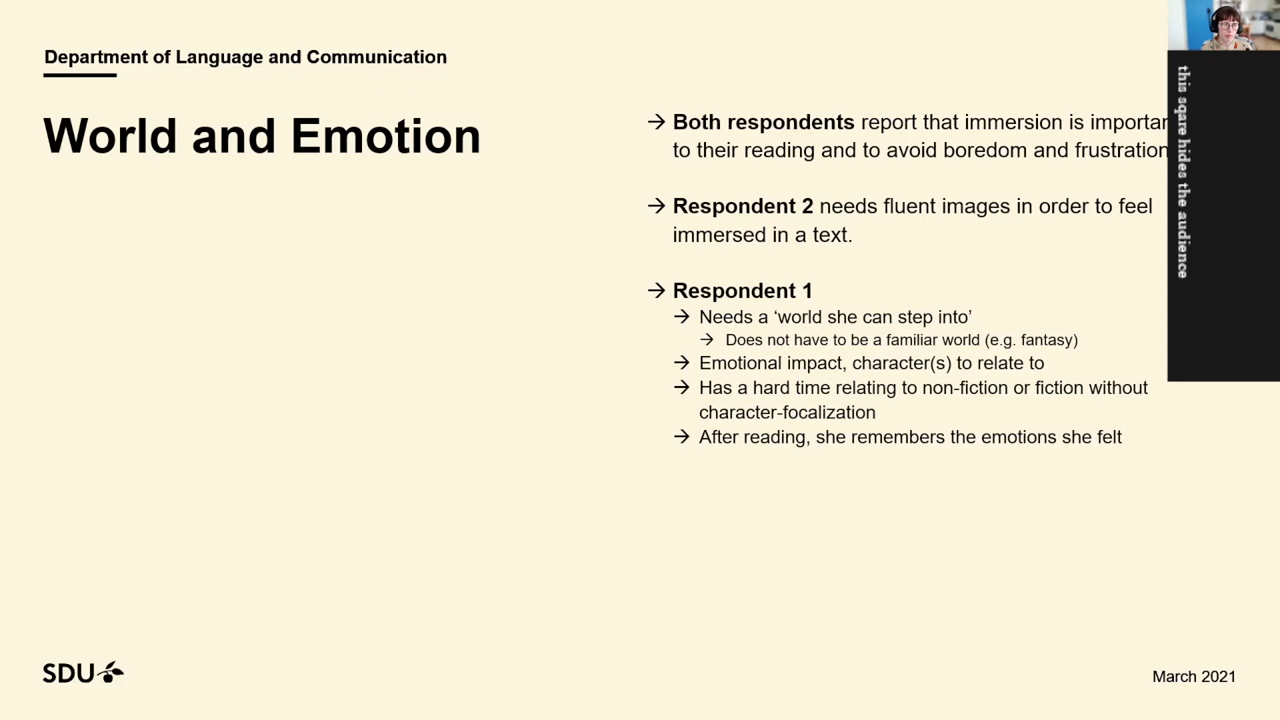 Department of Language and Communication
World and Emotion
→ Both respondents report that immersion is importan
to their reading and to avoid boredom and frustration
→ Respondent 2 needs fluent images in order to feel
immersed in a text.
→ Respondent 1
→ Needs a ‘world she can step into’
→ Does not have to be a familiar world (e.g. fantasy)
→ Emotional impact, character(s) to relate to
→ Has a hard time relating to non-fiction or fiction without
character-focalization
→ After reading, she remembers the emotions she felt
this sqare hides the audience
SDU
March 2021